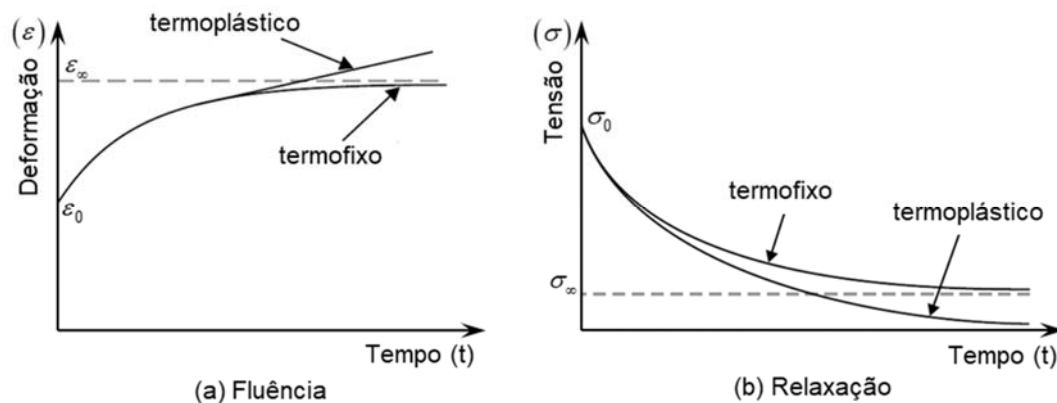 (ε)
Deformação
ε∞
ε0
termoplástico
termofixo
Tempo (t)
(a) Fluência
(σ)
Tensão
σ0
σ∞
termofixo
termoplástico
Tempo (t)
(b) Relaxação